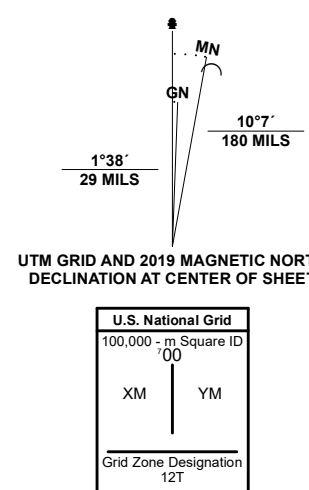 MN
GN
10°7´
180 MILS
1°38´
29 MILS
UTM GRID AND 2019 MAGNETIC NORT
DECLINATION AT CENTER OF SHEET
U.S. National Grid
100,000 - m Square ID
700
XM YM
Grid Zone Designation
12T